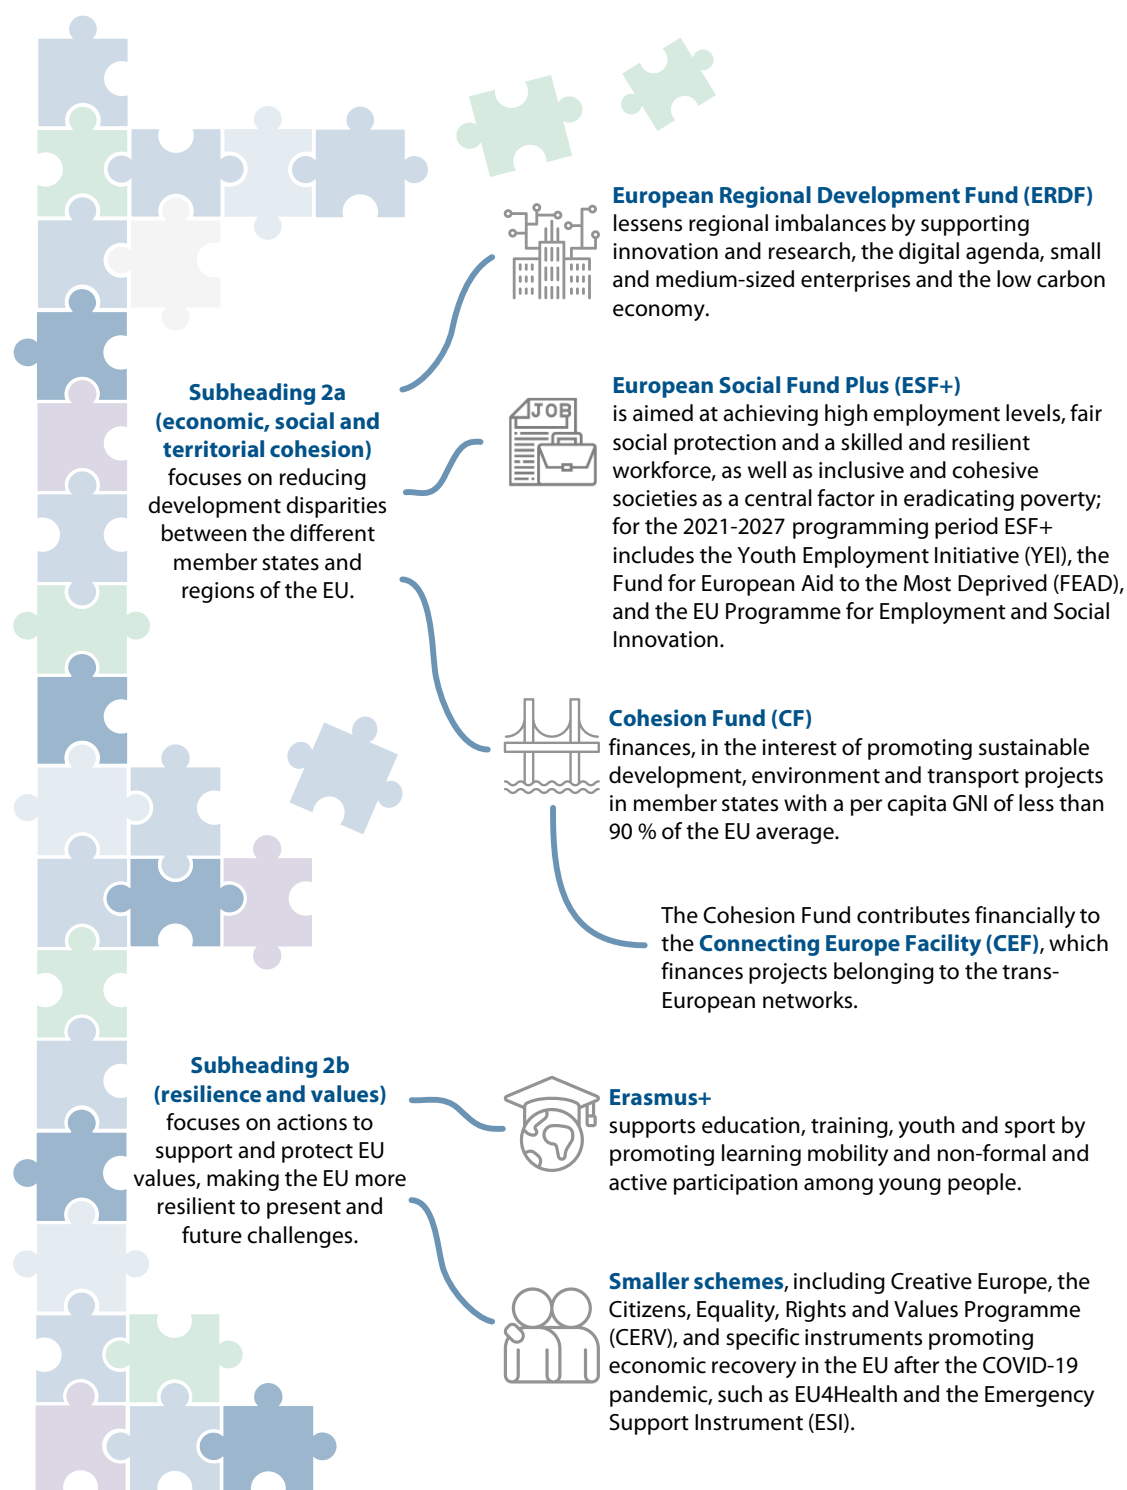 European Regional Development Fund (ERDF)
lessens regional imbalances by supporting
innovation and research, the digital agenda, small
and medium-sized enterprises and the low carbon
economy.
Subheading 2a
(economic, social and
territorial cohesion)
focuses on reducing
development disparities
between the different
member states and
regions of the EU.
JOB
European Social Fund Plus (ESF+)
is aimed at achieving high employment levels, fair
social protection and a skilled and resilient
workforce, as well as inclusive and cohesive
societies as a central factor in eradicating poverty;
for the 2021-2027 programming period ESF+
includes the Youth Employment Initiative (YEI), the
Fund for European Aid to the Most Deprived (FEAD),
and the EU Programme for Employment and Social
Innovation.
Cohesion Fund (CF)
finances, in the interest of promoting sustainable
development, environment and transport projects
in member states with a per capita GNI of less than
90 % of the EU average.
The Cohesion Fund contributes financially to
the Connecting Europe Facility (CEF), which
finances projects belonging to the trans-
European networks.
Subheading 2b
(resilience and values)
focuses on actions to
support and protect EU
values, making the EU more
resilient to present and
future challenges.
Erasmus+
supports education, training, youth and sport by
promoting learning mobility and non-formal and
active participation among young people.
Smaller schemes, including Creative Europe, the
Citizens, Equality, Rights and Values Programme
(CERV), and specific instruments promoting
economic recovery in the EU after the COVID-19
pandemic, such as EU4Health and the Emergency
Support Instrument (ESI).